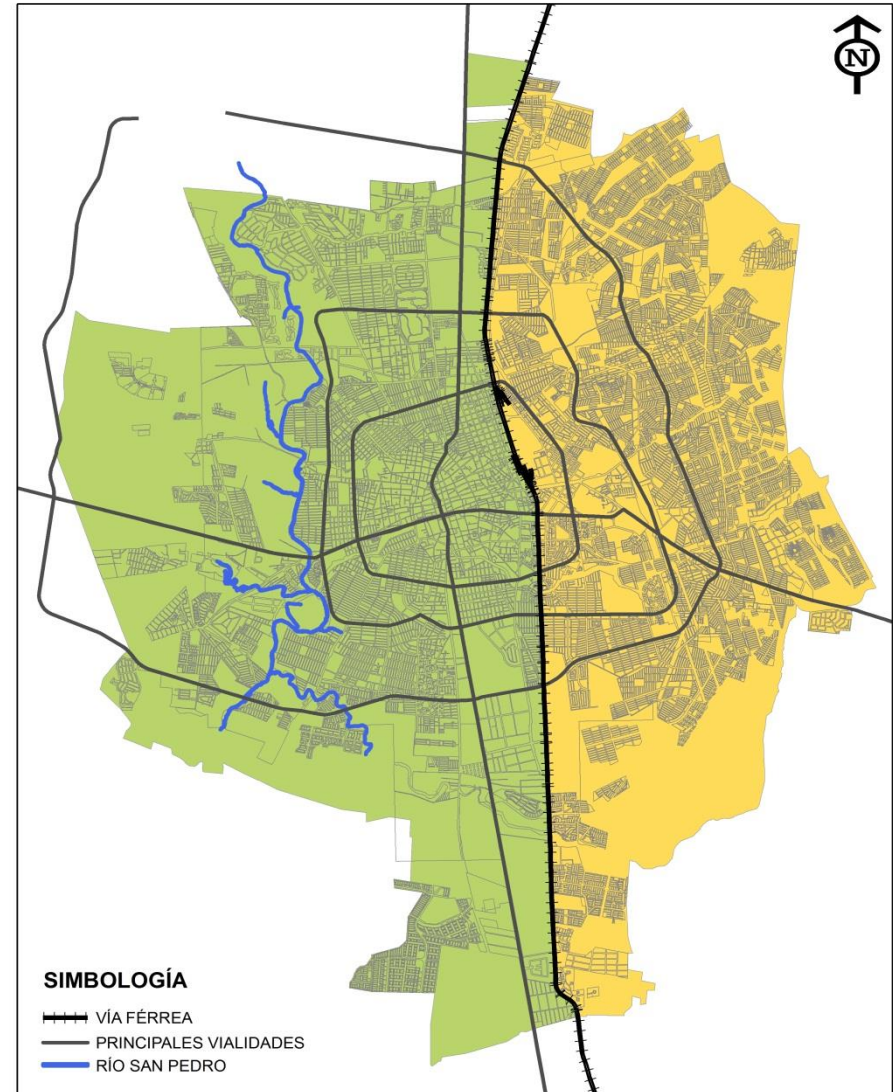 N
SIMBOLOGÍA
VÍA FÉRREA
PRINCIPALES VIALIDADES
RÍO SAN PEDRO